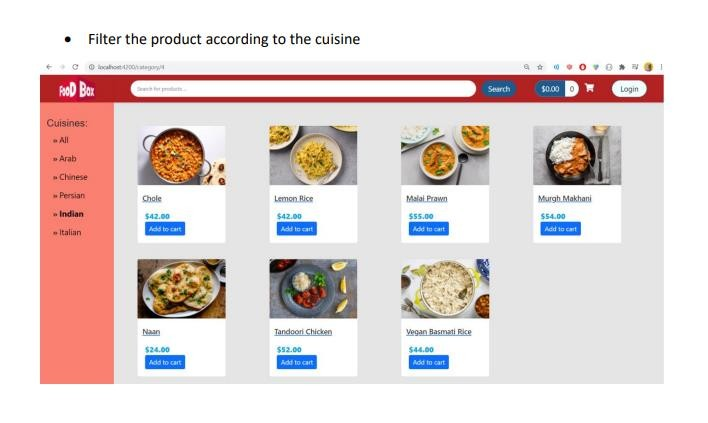 • Filter the product according to the cuisine
localhost:4200/category/4
FooD Box
Search for products...
Search
$0.00 0
Login
Cuisines:
» All
» Arab
» Chinese
» Persian
» Indian
» Italian
Chole
$42.00
Add to cart
Lemon Rice
$42.00
Add to cart
Malai Prawn
$55.00
Add to cart
Murgh Makhani
$54.00
Add to cart
Naan
$24.00
Add to cart
Tandoori Chicken
$52.00
Add to cart
Vegan Basmati Rice
$44.00
Add to cart